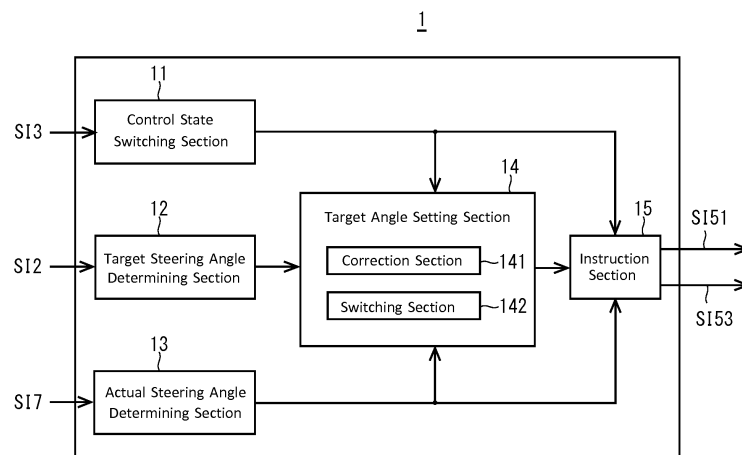 1
11
SI3
Control State
Switching Section
14
Target Angle Setting Section
12
15
SI51
SI2
Target Steering Angle
Determining Section
Correction Section
141
Instruction
Section
Switching Section
142
SI53
13
SI7
Actual Steering Angle
Determining Section